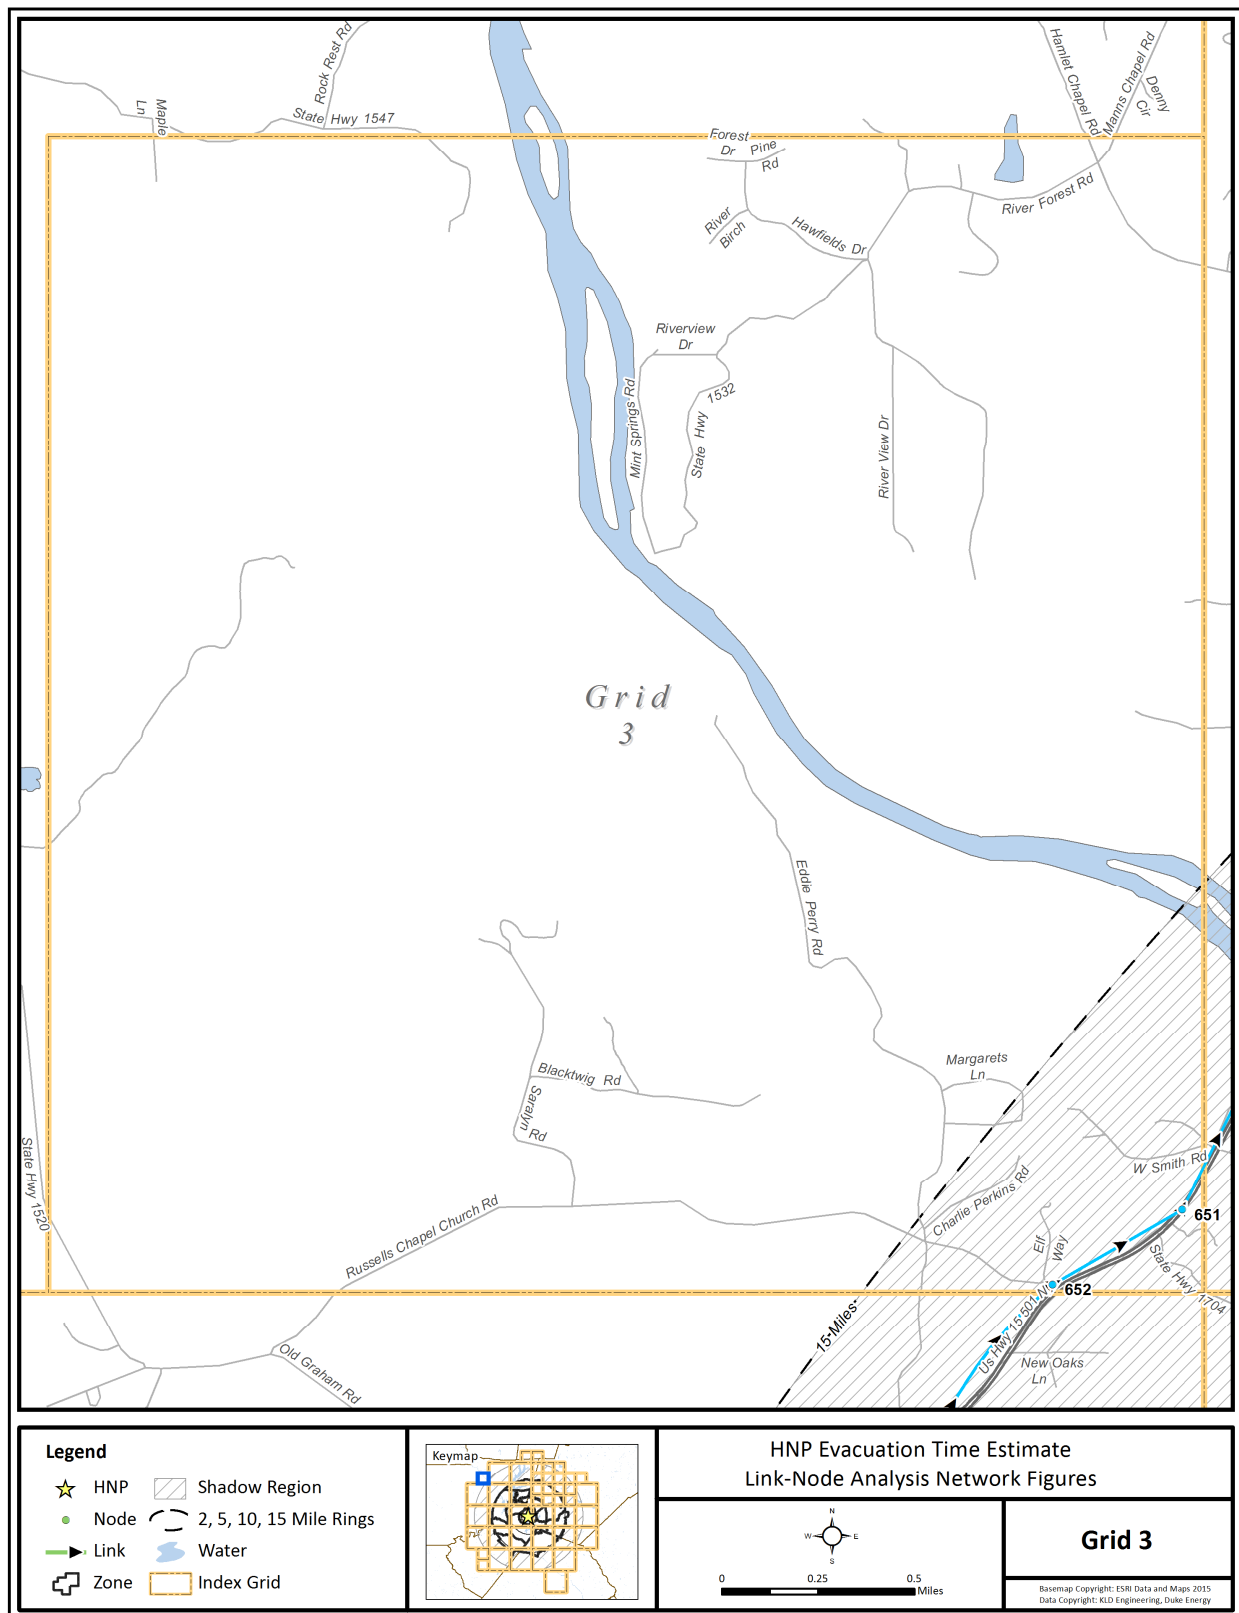 Rock Rest Rd
Hamlet Chapel Rd
Manns Chapel Rd
Denny
Cir
Maple
Ln
State Hwy 1547
Forest
Dr
Pine
Rd
River Forest Rd
River
Birch
Hawfields Dr
Riverview
Dr
Mint Springs Rd
State Hwy 1532
River View Dr
Grid
3
Eddie Perry Rd
Margarets
Ln
Blacktwig Rd
Saralyn
Rd
State Hwy 1520
W Smith Rd
Charlie Perkins Rd
Russells Chapel Church Rd
651
Elf
Way
State Hwy 1704
652
15 Miles
Us Hwy 15 501 N
New Oaks
Ln
Old Graham Rd
Legend
HNP
Shadow Region
Node
2, 5, 10, 15 Mile Rings
Link
Water
Zone
Index Grid
Keymap
HNP Evacuation Time Estimate
Link-Node Analysis Network Figures
N
W
E
S
0
0.25
0.5
Miles
Grid 3
Basemap Copyright: ESRI Data and Maps 2015
Data Copyright: KLD Engineering, Duke Energy